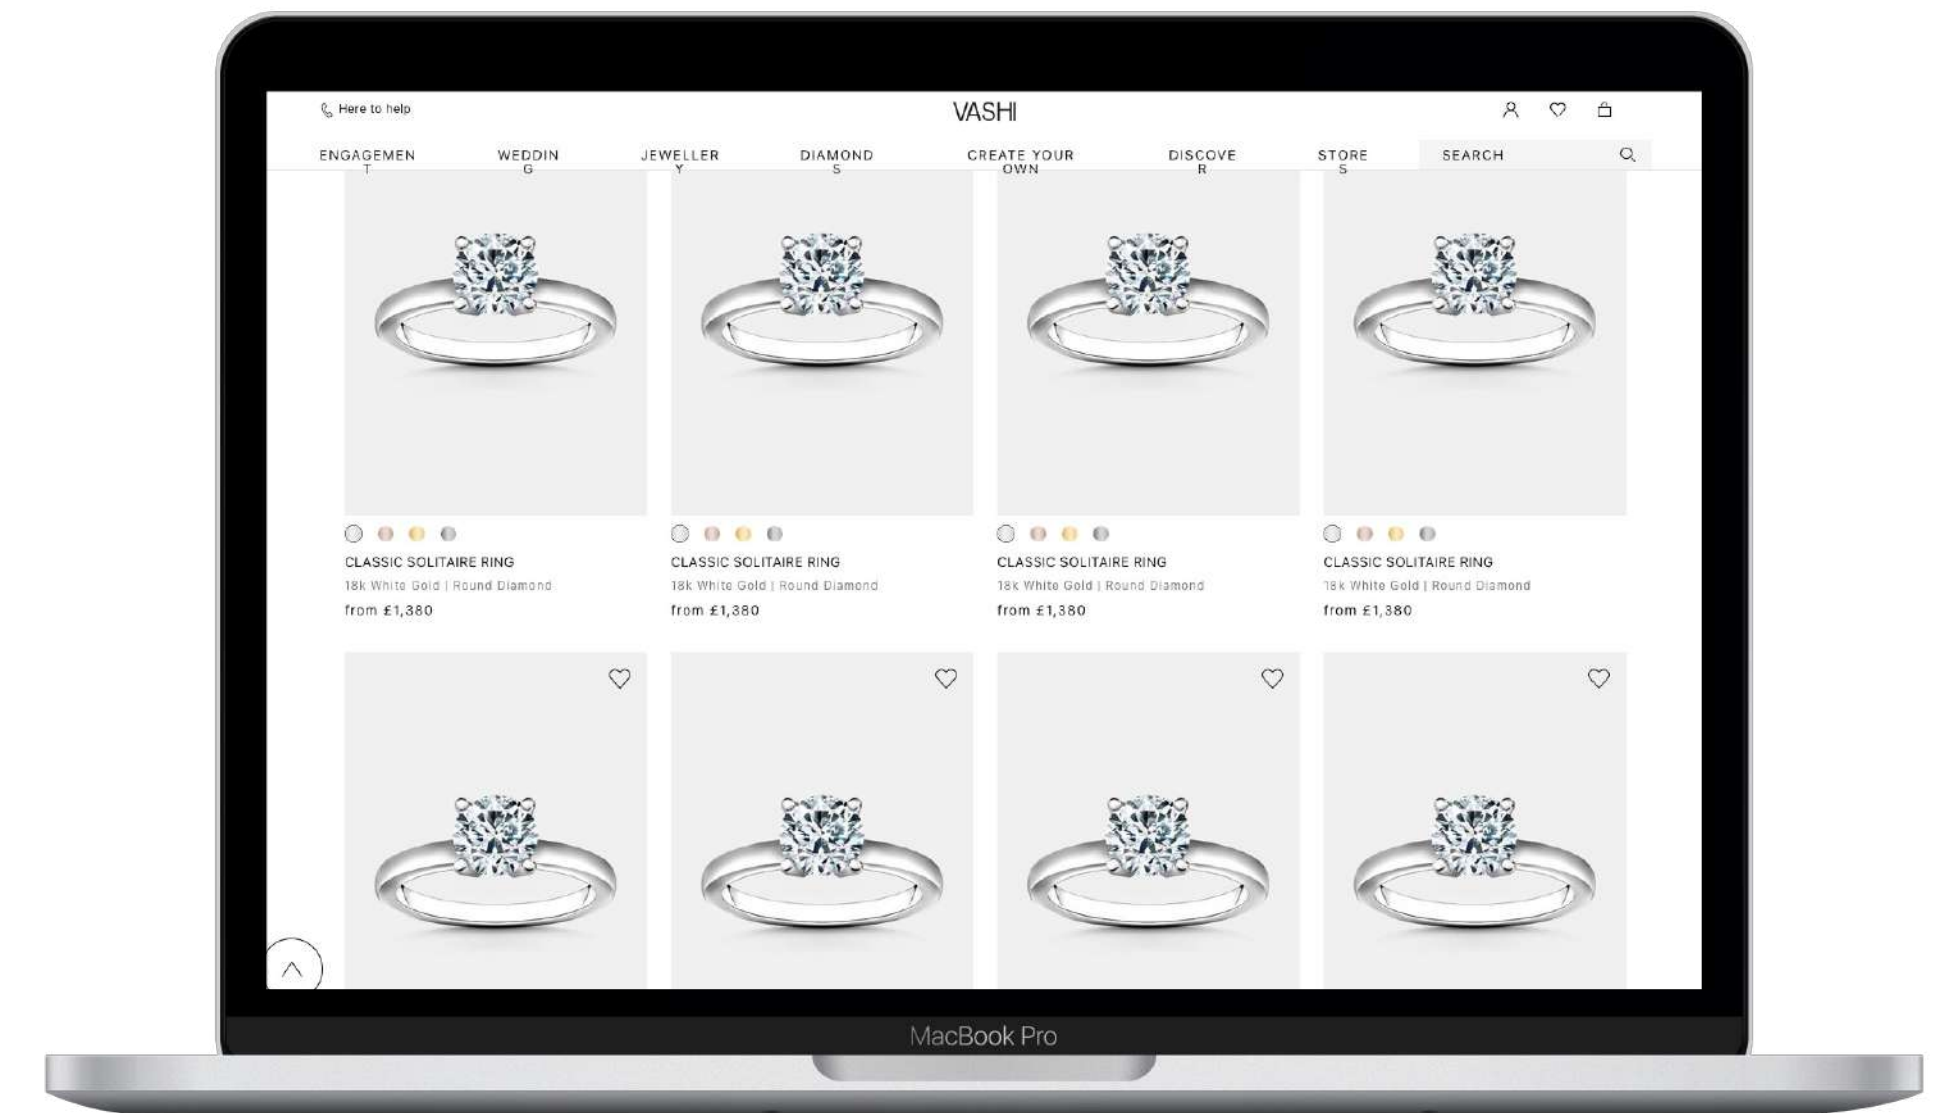 Here to help
VASHI
ENGAGEMEN
T
WEDDIN
G
JEWELLER
Y
DIAMOND
S
CREATE YOUR
OWN
DISCOVE
R
STORE
S
SEARCH
CLASSIC SOLITAIRE RING
18k White Gold | Round Diamond
from £1,380
CLASSIC SOLITAIRE RING
18k White Gold | Round Diamond
from £1,380
CLASSIC SOLITAIRE RING
18k White Gold | Round Diamond
from £1,380
CLASSIC SOLITAIRE RING
18k White Gold | Round Diamond
from £1,380
MacBook Pro